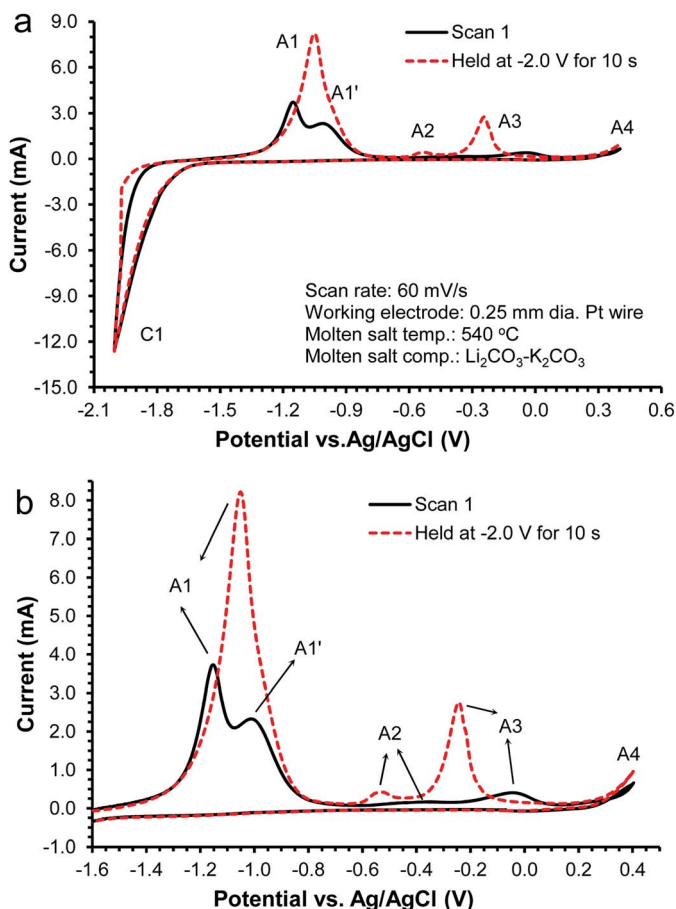 a
9.0
6.0
3.0
0.0
-3.0
-6.0
-9.0
-12.0
-15.0
Current (mA)
A1
A1'
A2
A3
A4
C1
Scan 1
Held at -2.0 V for 10 s
Scan rate: 60 mV/s
Working electrode: 0.25 mm dia. Pt wire
Molten salt temp.: 540 °C
Molten salt comp.: Li₂CO₃-K₂CO₃
-2.1 -1.8 -1.5 -1.2 -0.9 -0.6 -0.3 0.0 0.3 0.6
Potential vs.Ag/AgCl (V)
b
8.0
7.0
6.0
5.0
4.0
3.0
2.0
1.0
0.0
-1.0
Current (mA)
Scan 1
Held at -2.0 V for 10 s
A1
A1'
A2
A3
A4
-1.6 -1.4 -1.2 -1.0 -0.8 -0.6 -0.4 -0.2 0.0 0.2 0.4
Potential vs. Ag/AgCl (V)